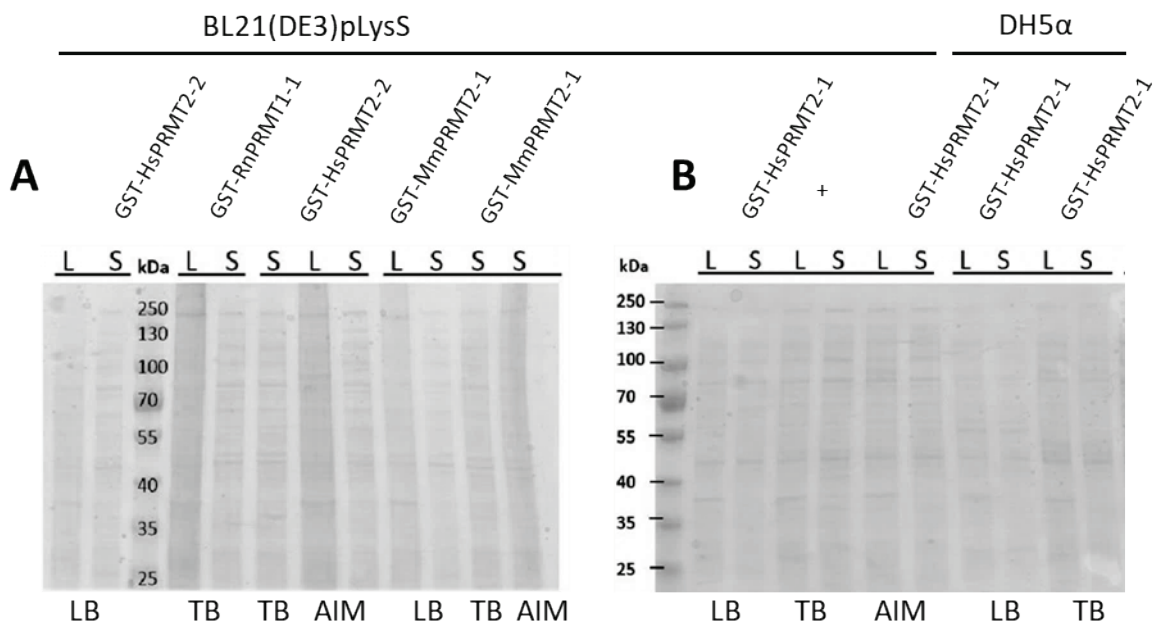 BL21(DE3)pLysS
DH5α
GST-HsPRMT2-2
GST-RnPRMT1-1
GST-HsPRMT2-2
GST-MmPRMT2-1
GST-MmPRMT2-1
GST-HsPRMT2-1
+
GST-HsPRMT2-1
GST-HsPRMT2-1
GST-HsPRMT2-1
A
L S kDa L S S L S L S S S
250
130
100
70
55
40
35
25
LB TB TB AIM LB TB AIM
B
kDa L S L S L S L S L S
250
130
100
70
55
40
35
25
LB TB AIM LB TB